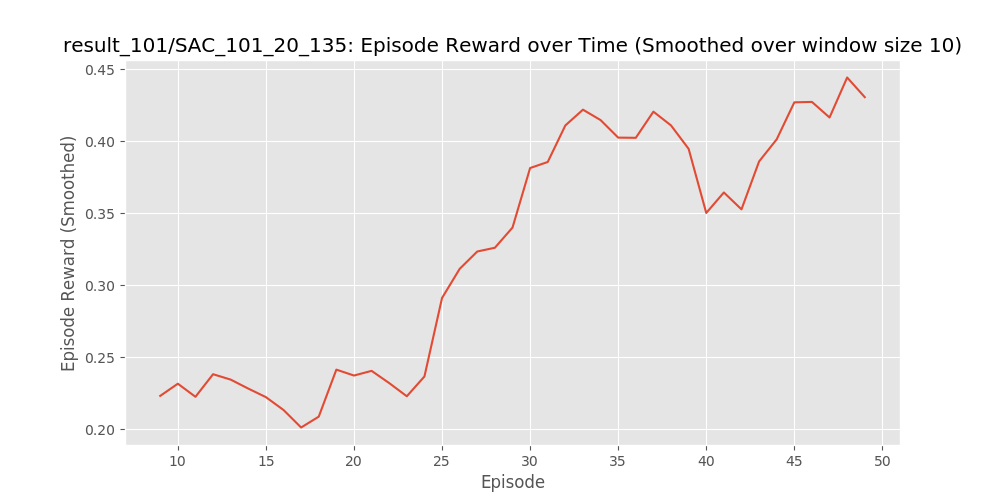 result_101/SAC_101_20_135: Episode Reward over Time (Smoothed over window size 10)
Episode Reward (Smoothed)
0.45
0.40
0.35
0.30
0.25
0.20
10 15 20 25 30 35 40 45 50
Episode